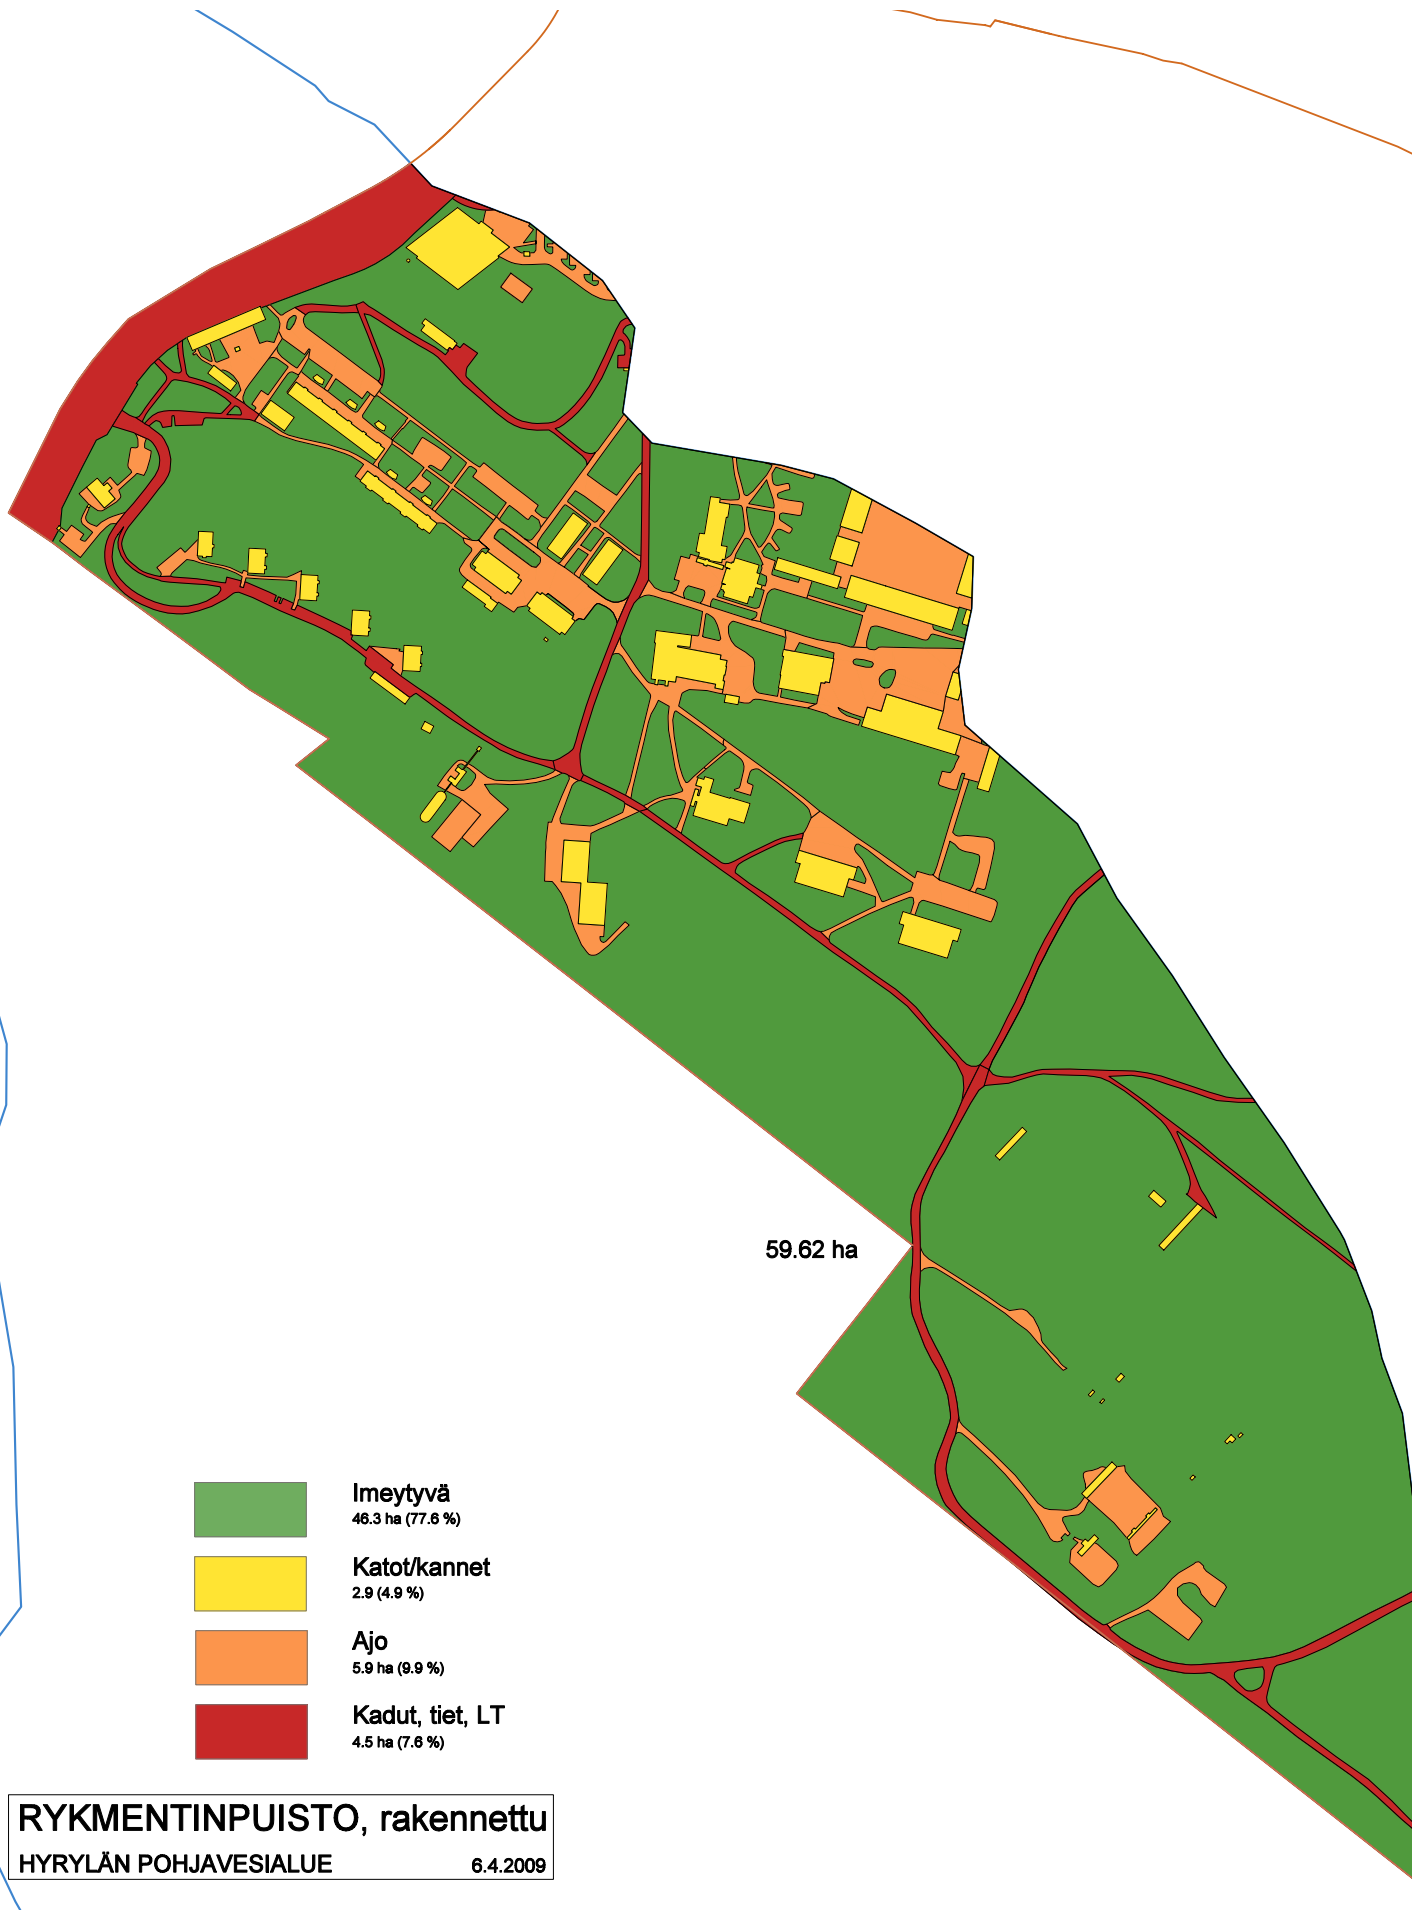 59.62 ha
Imeytyvä
46.3 ha (77.6 %)
Katot/kannet
2.9 (4.9 %)
Ajo
5.9 ha (9.9 %)
Kadut, tiet, LT
4.5 ha (7.6 %)
RYKMENTINPUISTO, rakennettu
HYRYLÄN POHJAVESIALUE 6.4.2009